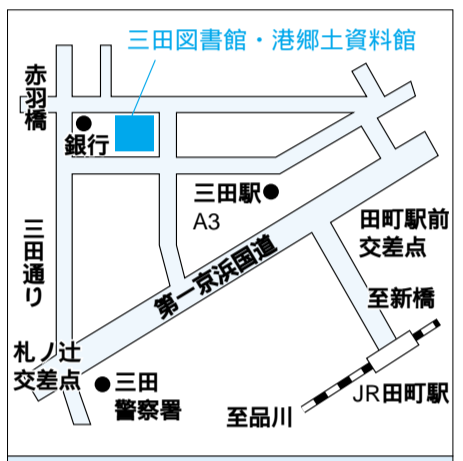 三田図書館・港郷土資料館
赤羽橋
銀行
三田駅
A3
三田通り
田町駅前
交差点
第一京浜国道
至新橋
札ノ辻
交差点
三田
警察署
至品川
JR田町駅